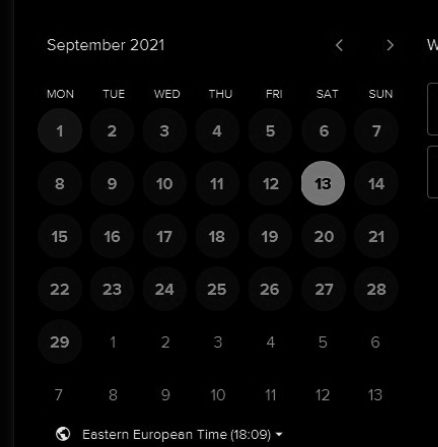 September 2021 < > W
MON TUE WED THU FRI SAT SUN
1 2 3 4 5 6 7
8 9 10 11 12 13 14
15 16 17 18 19 20 21
22 23 24 25 26 27 28
29 1 2 3 4 5 6
7 8 9 10 11 12 13
Eastern European Time (18:09)